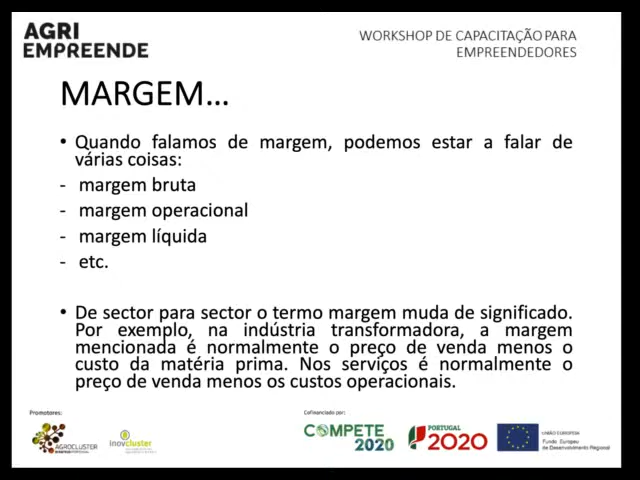 AGRI
EMPREENDE
WORKSHOP DE CAPACITAÇÃO PARA
EMPREENDEDORES
MARGEM...
• Quando falamos de margem, podemos estar a falar de
várias coisas:
- margem bruta
- margem operacional
- margem líquida
- etc.
• De sector para sector o termo margem muda de significado.
Por exemplo, na indústria transformadora, a margem
mencionada é normalmente o preço de venda menos o
custo da matéria prima. Nos serviços é normalmente o
preço de venda menos os custos operacionais.
Promotores:
Cofinanciado por:
AGROCLUSTER
inovcluster
COMPETE
2020
PORTUGAL
2020
UNIÃO EUROPEIA
Fundo Europeu
de Desenvolvimento Regional